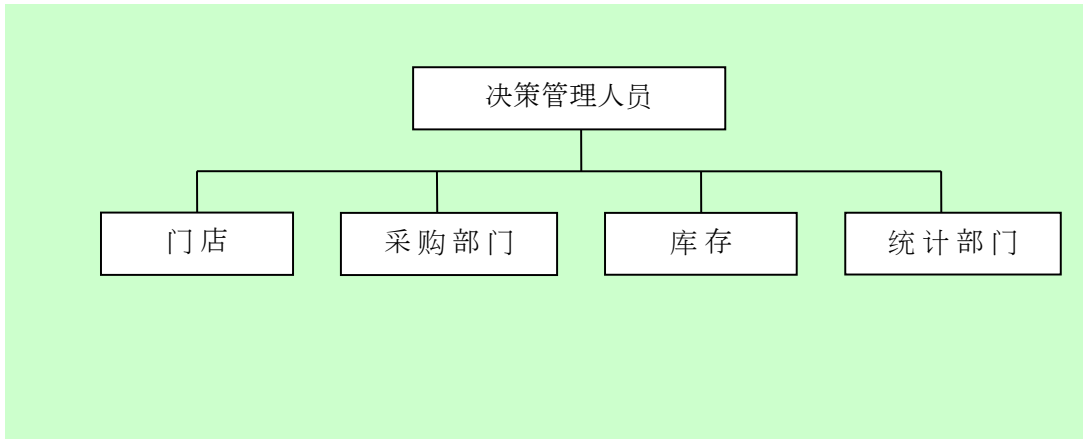 决策管理人员
门店
采购部门
库存
统计部门